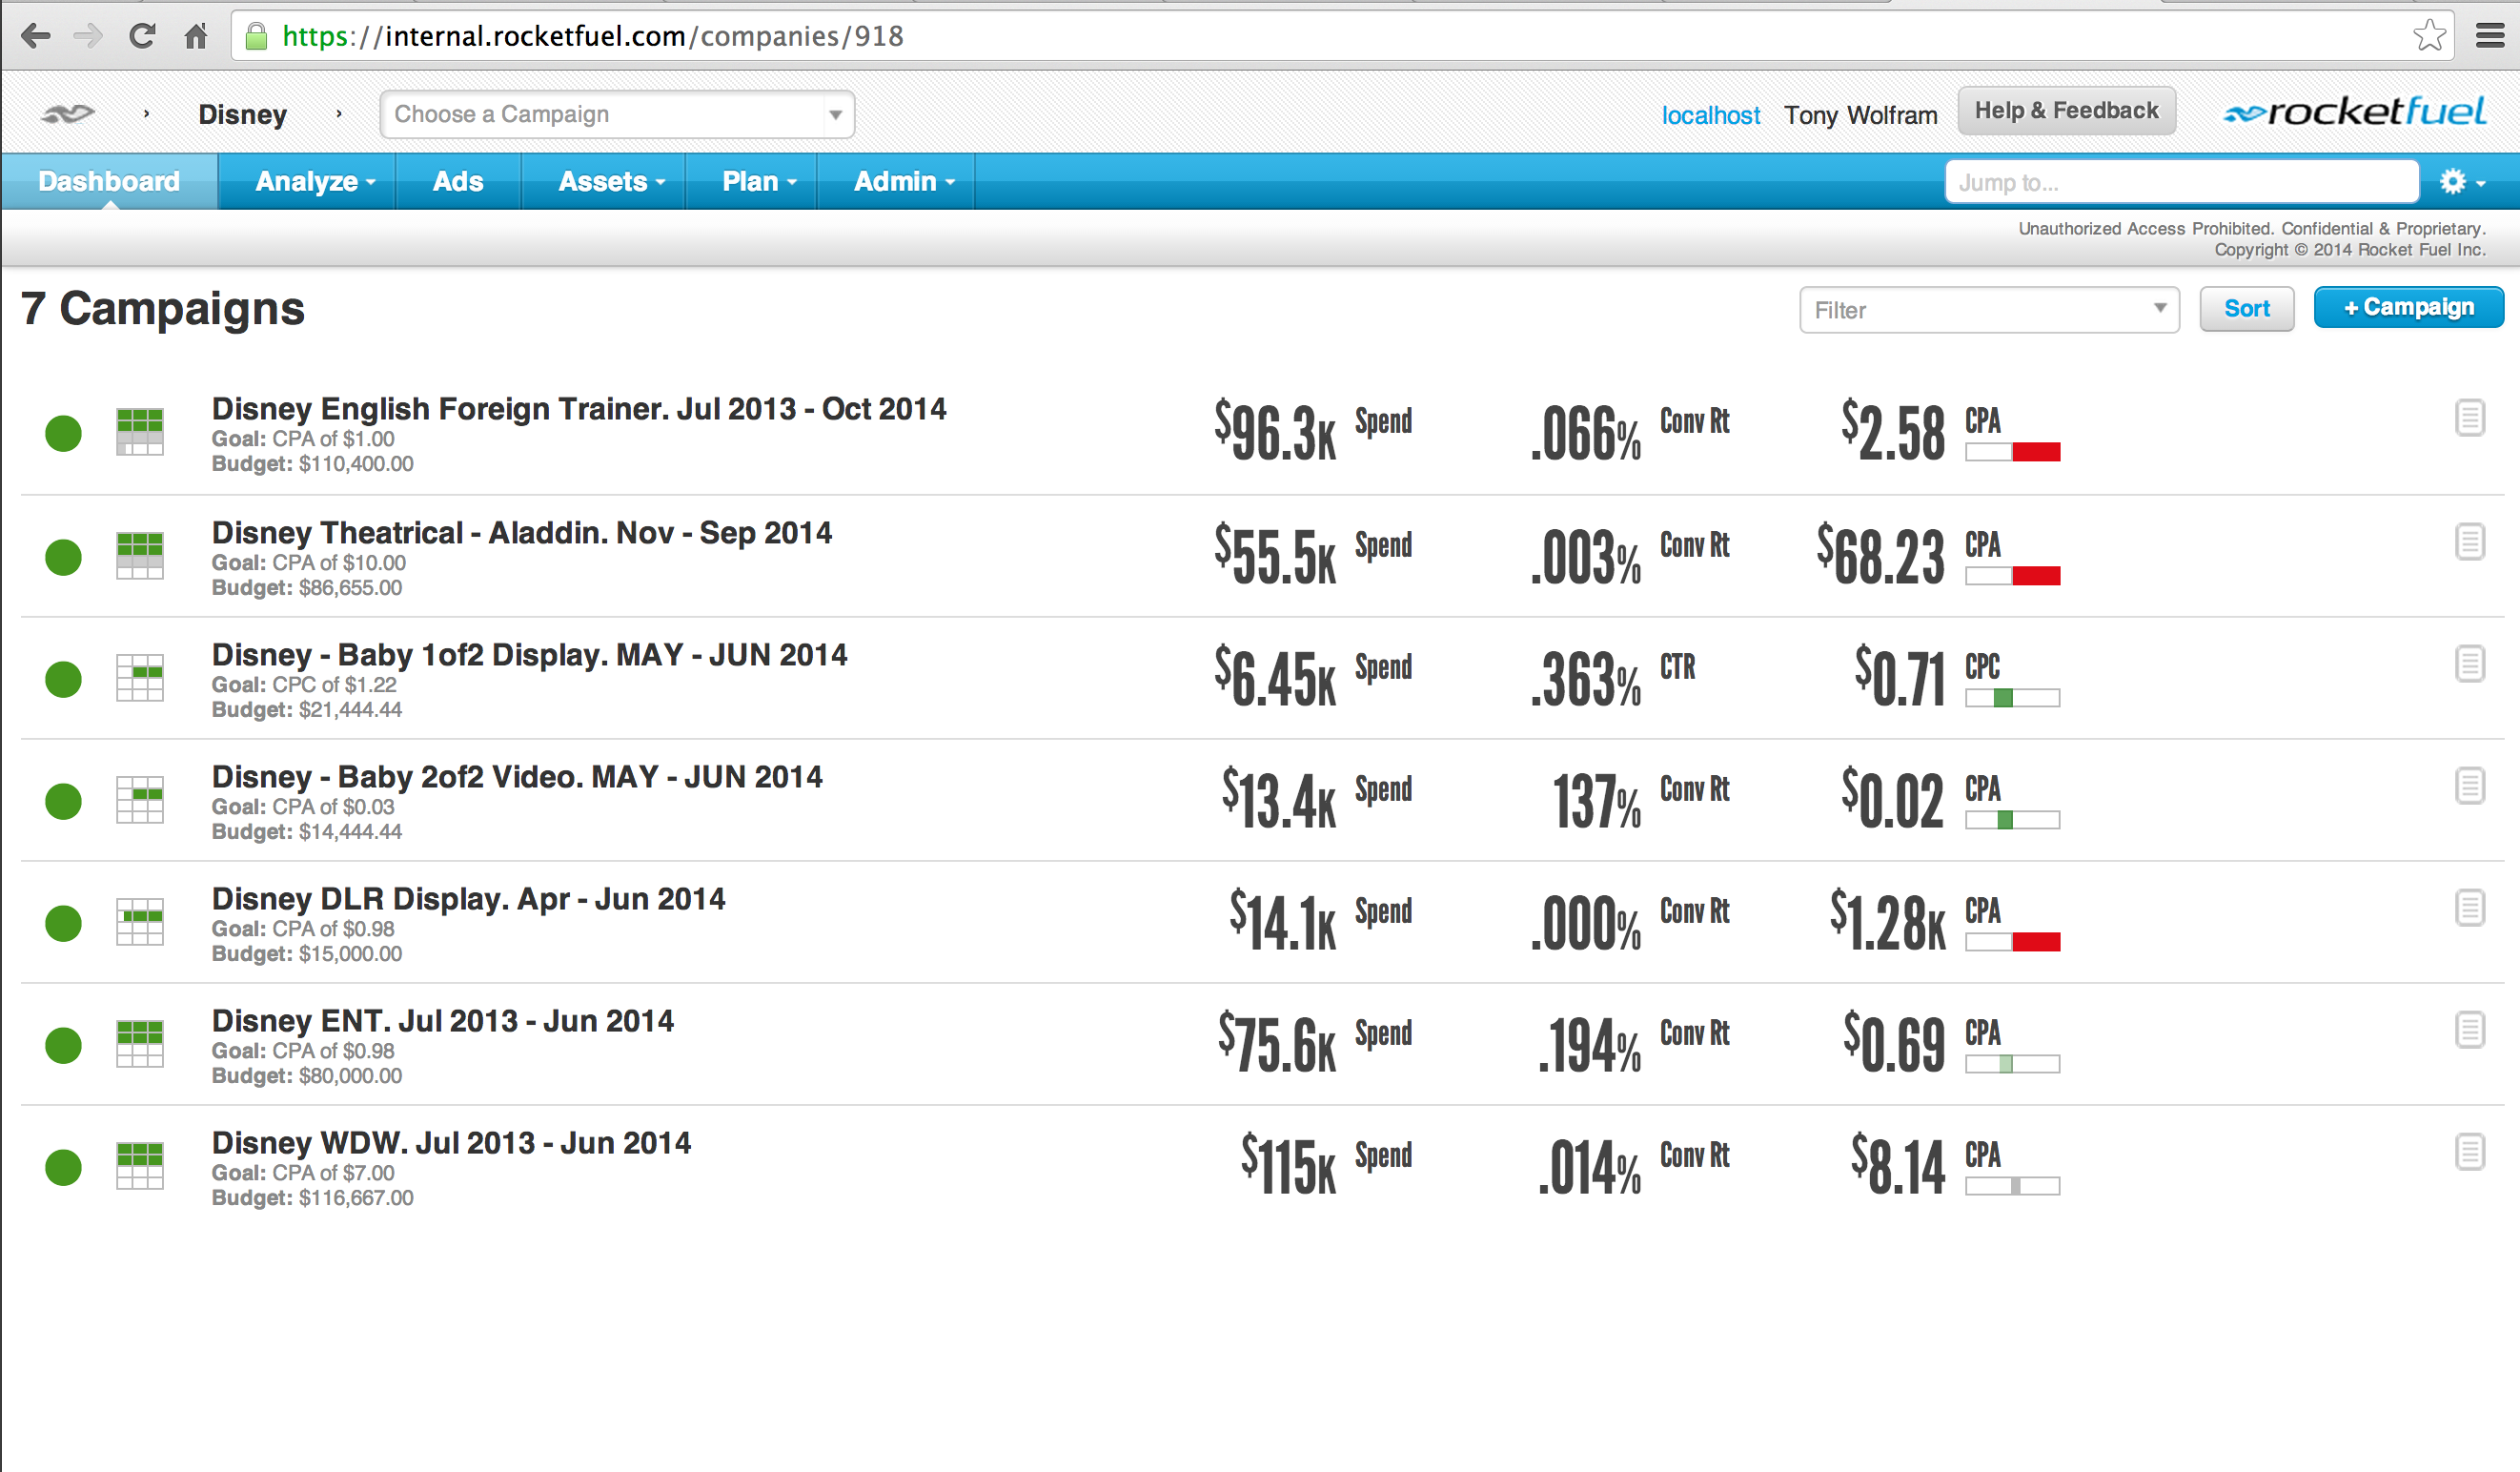 https://internal.rocketfuel.com/companies/918
› Disney › Choose a Campaign localhost Tony Wolfram Help & Feedback rocketfuel
Dashboard Analyze Ads Assets Plan Admin Jump to...
Unauthorized Access Prohibited. Confidential & Proprietary.
Copyright © 2014 Rocket Fuel Inc.
7 Campaigns Filter Sort + Campaign
Disney English Foreign Trainer. Jul 2013 - Oct 2014
Goal: CPA of $1.00
Budget: $110,400.00
$96.3K Spend .066% Conv Rt $2.58 CPA
Disney Theatrical - Aladdin. Nov - Sep 2014
Goal: CPA of $10.00
Budget: $86,655.00
$55.5K Spend .003% Conv Rt $68.23 CPA
Disney - Baby 1of2 Display. MAY - JUN 2014
Goal: CPC of $1.22
Budget: $21,444.44
$6.45K Spend .363% CTR $0.71 CPC
Disney - Baby 2of2 Video. MAY - JUN 2014
Goal: CPA of $0.03
Budget: $14,444.44
$13.4K Spend 137% Conv Rt $0.02 CPA
Disney DLR Display. Apr - Jun 2014
Goal: CPA of $0.98
Budget: $15,000.00
$14.1K Spend .000% Conv Rt $1.28K CPA
Disney ENT. Jul 2013 - Jun 2014
Goal: CPA of $0.98
Budget: $80,000.00
$75.6K Spend .194% Conv Rt $0.69 CPA
Disney WDW. Jul 2013 - Jun 2014
Goal: CPA of $7.00
Budget: $116,667.00
$115K Spend .014% Conv Rt $8.14 CPA